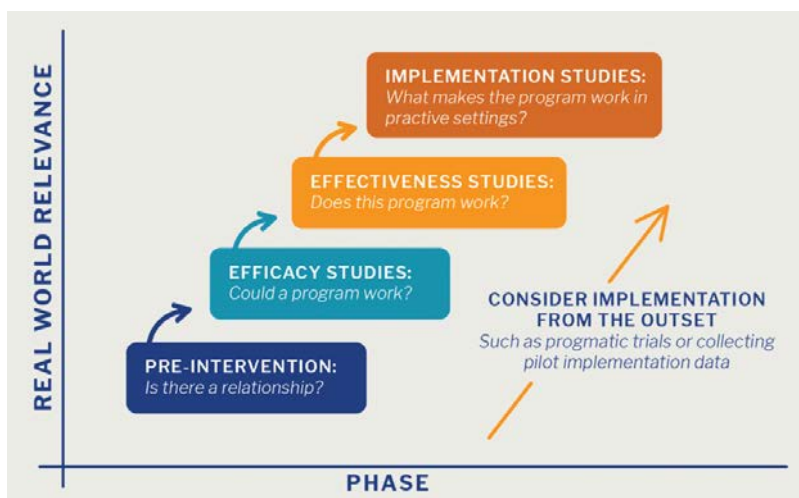 REAL WORLD RELEVANCE
IMPLEMENTATION STUDIES:
What makes the program work in
practive settings?
EFFECTIVENESS STUDIES:
Does this program work?
EFFICACY STUDIES:
Could a program work?
PRE-INTERVENTION:
Is there a relationship?
CONSIDER IMPLEMENTATION
FROM THE OUTSET
Such as progmatic trials or collecting
pilot implementation data
PHASE